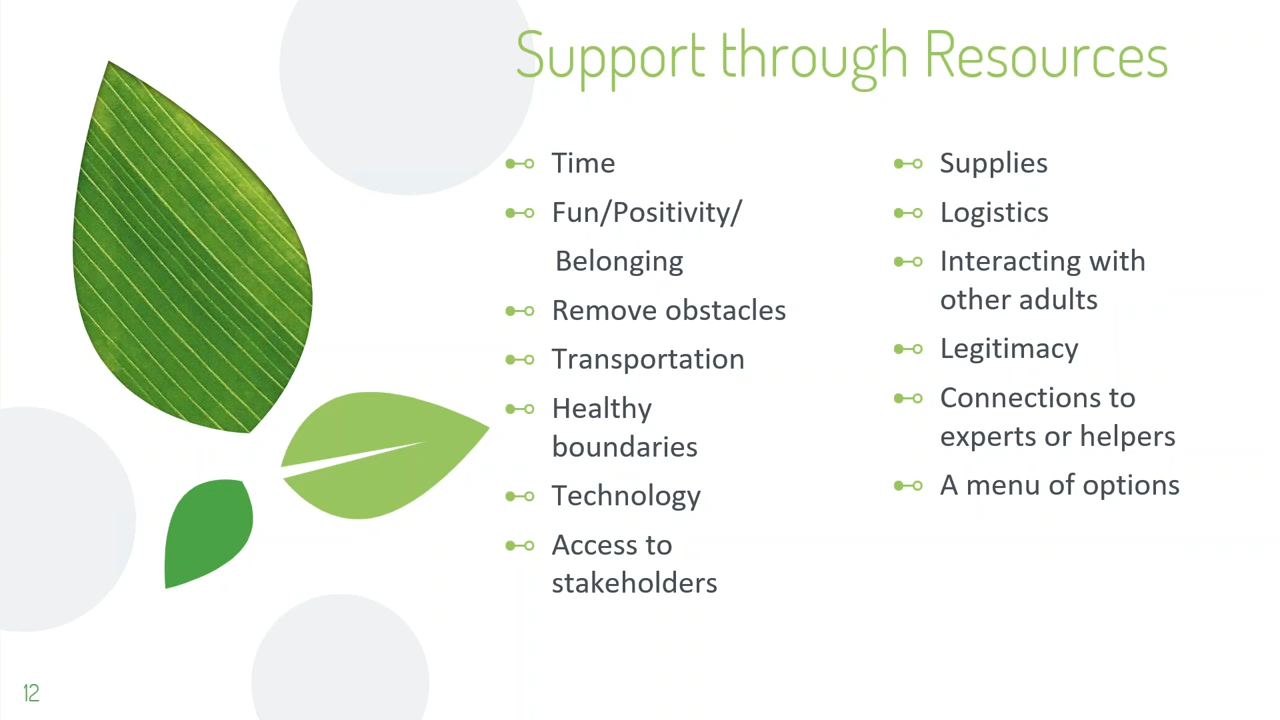 Support through Resources
Time
Fun/Positivity/
Belonging
Remove obstacles
Transportation
Healthy
boundaries
Technology
Access to
stakeholders
Supplies
Logistics
Interacting with
other adults
Legitimacy
Connections to
experts or helpers
A menu of options
12